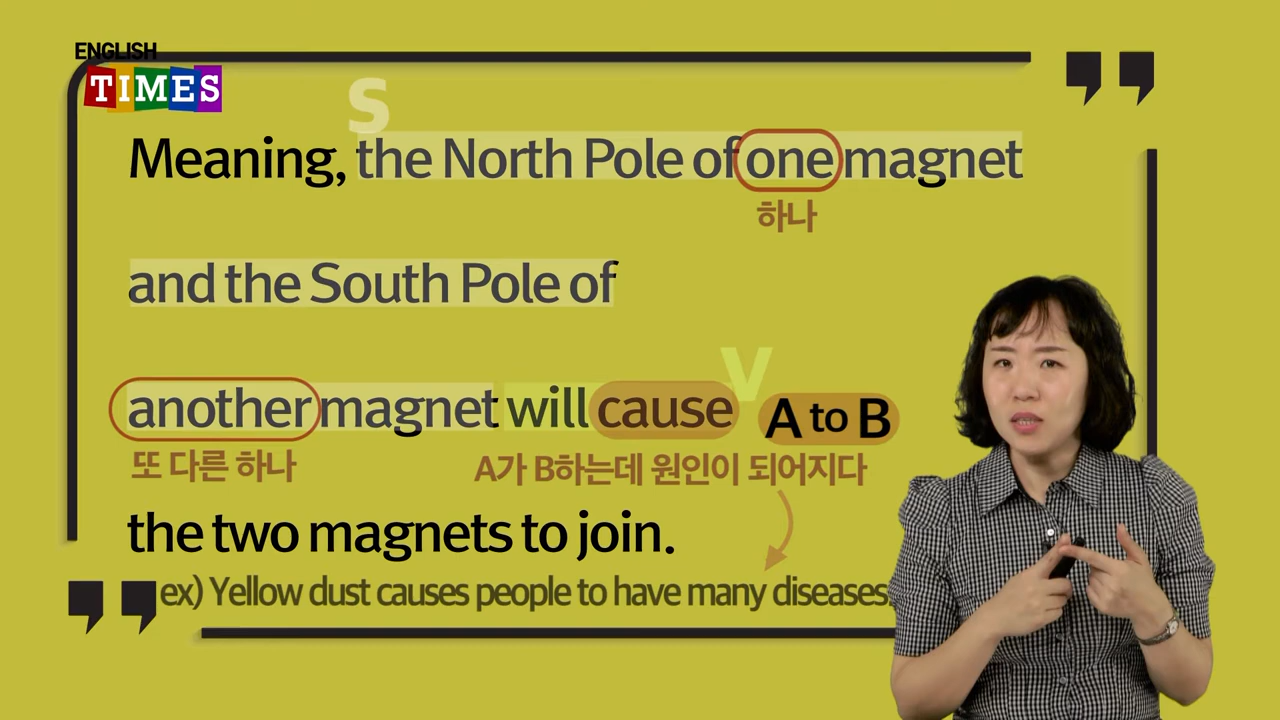 ENGLISH
TIMES
S
Meaning, the North Pole of one magnet
하나
and the South Pole of
V
another magnet will cause A to B
또 다른 하나 A가 B하는데 원인이 되어지다
the two magnets to join.
ex) Yellow dust causes people to have many diseases.